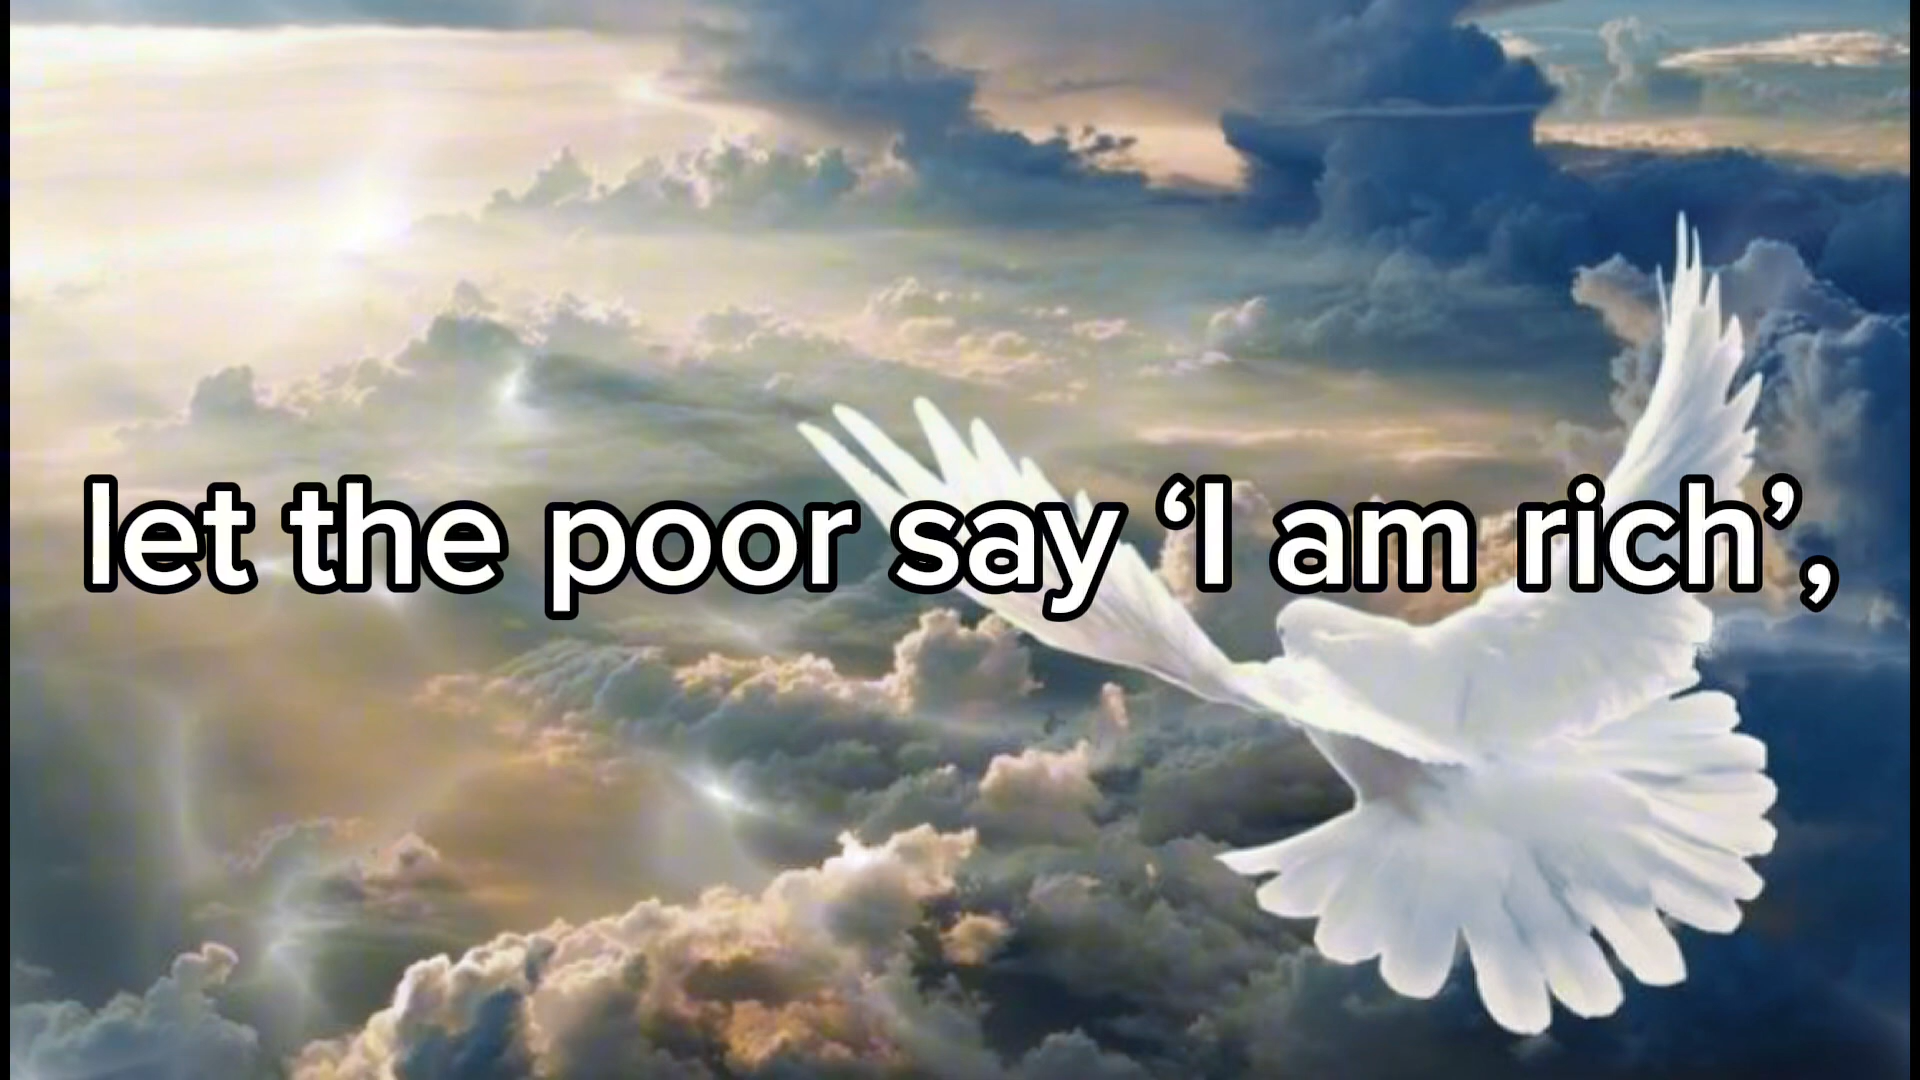 let the poor say ‘I am rich’,